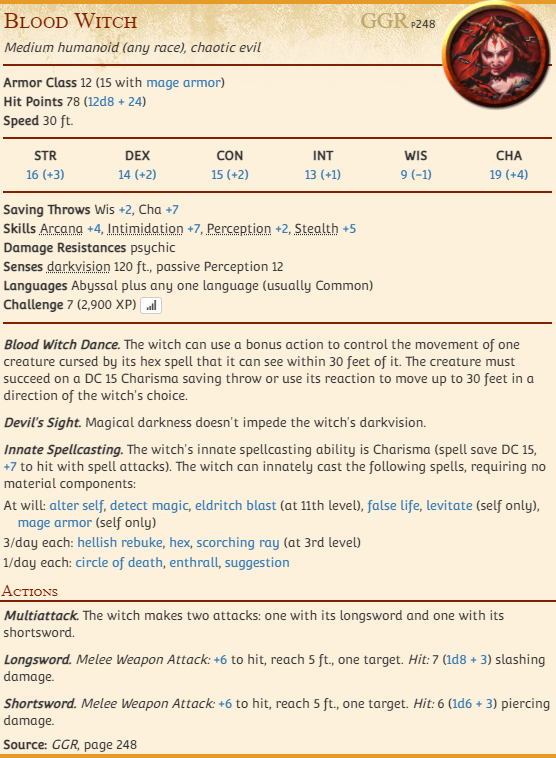 Blood Witch GGR P248
Medium humanoid (any race), chaotic evil
Armor Class 12 (15 with mage armor)
Hit Points 78 (12d8 + 24)
Speed 30 ft.
STR DEX CON INT WIS CHA
16 (+3) 14 (+2) 15 (+2) 13 (+1) 9 (−1) 19 (+4)
Saving Throws Wis +2, Cha +7
Skills Arcana +4, Intimidation +7, Perception +2, Stealth +5
Damage Resistances psychic
Senses darkvision 120 ft., passive Perception 12
Languages Abyssal plus any one language (usually Common)
Challenge 7 (2,900 XP)
Blood Witch Dance. The witch can use a bonus action to control the movement of one
creature cursed by its hex spell that it can see within 30 feet of it. The creature must
succeed on a DC 15 Charisma saving throw or use its reaction to move up to 30 feet in a
direction of the witch's choice.
Devil's Sight. Magical darkness doesn't impede the witch's darkvision.
Innate Spellcasting. The witch's innate spellcasting ability is Charisma (spell save DC 15,
+7 to hit with spell attacks). The witch can innately cast the following spells, requiring no
material components:
At will: alter self, detect magic, eldritch blast (at 11th level), false life, levitate (self only),
mage armor (self only)
3/day each: hellish rebuke, hex, scorching ray (at 3rd level)
1/day each: circle of death, enthrall, suggestion
Actions
Multiattack. The witch makes two attacks: one with its longsword and one with its
shortsword.
Longsword. Melee Weapon Attack: +6 to hit, reach 5 ft., one target. Hit: 7 (1d8 + 3) slashing
damage.
Shortsword. Melee Weapon Attack: +6 to hit, reach 5 ft., one target. Hit: 6 (1d6 + 3) piercing
damage.
Source: GGR, page 248